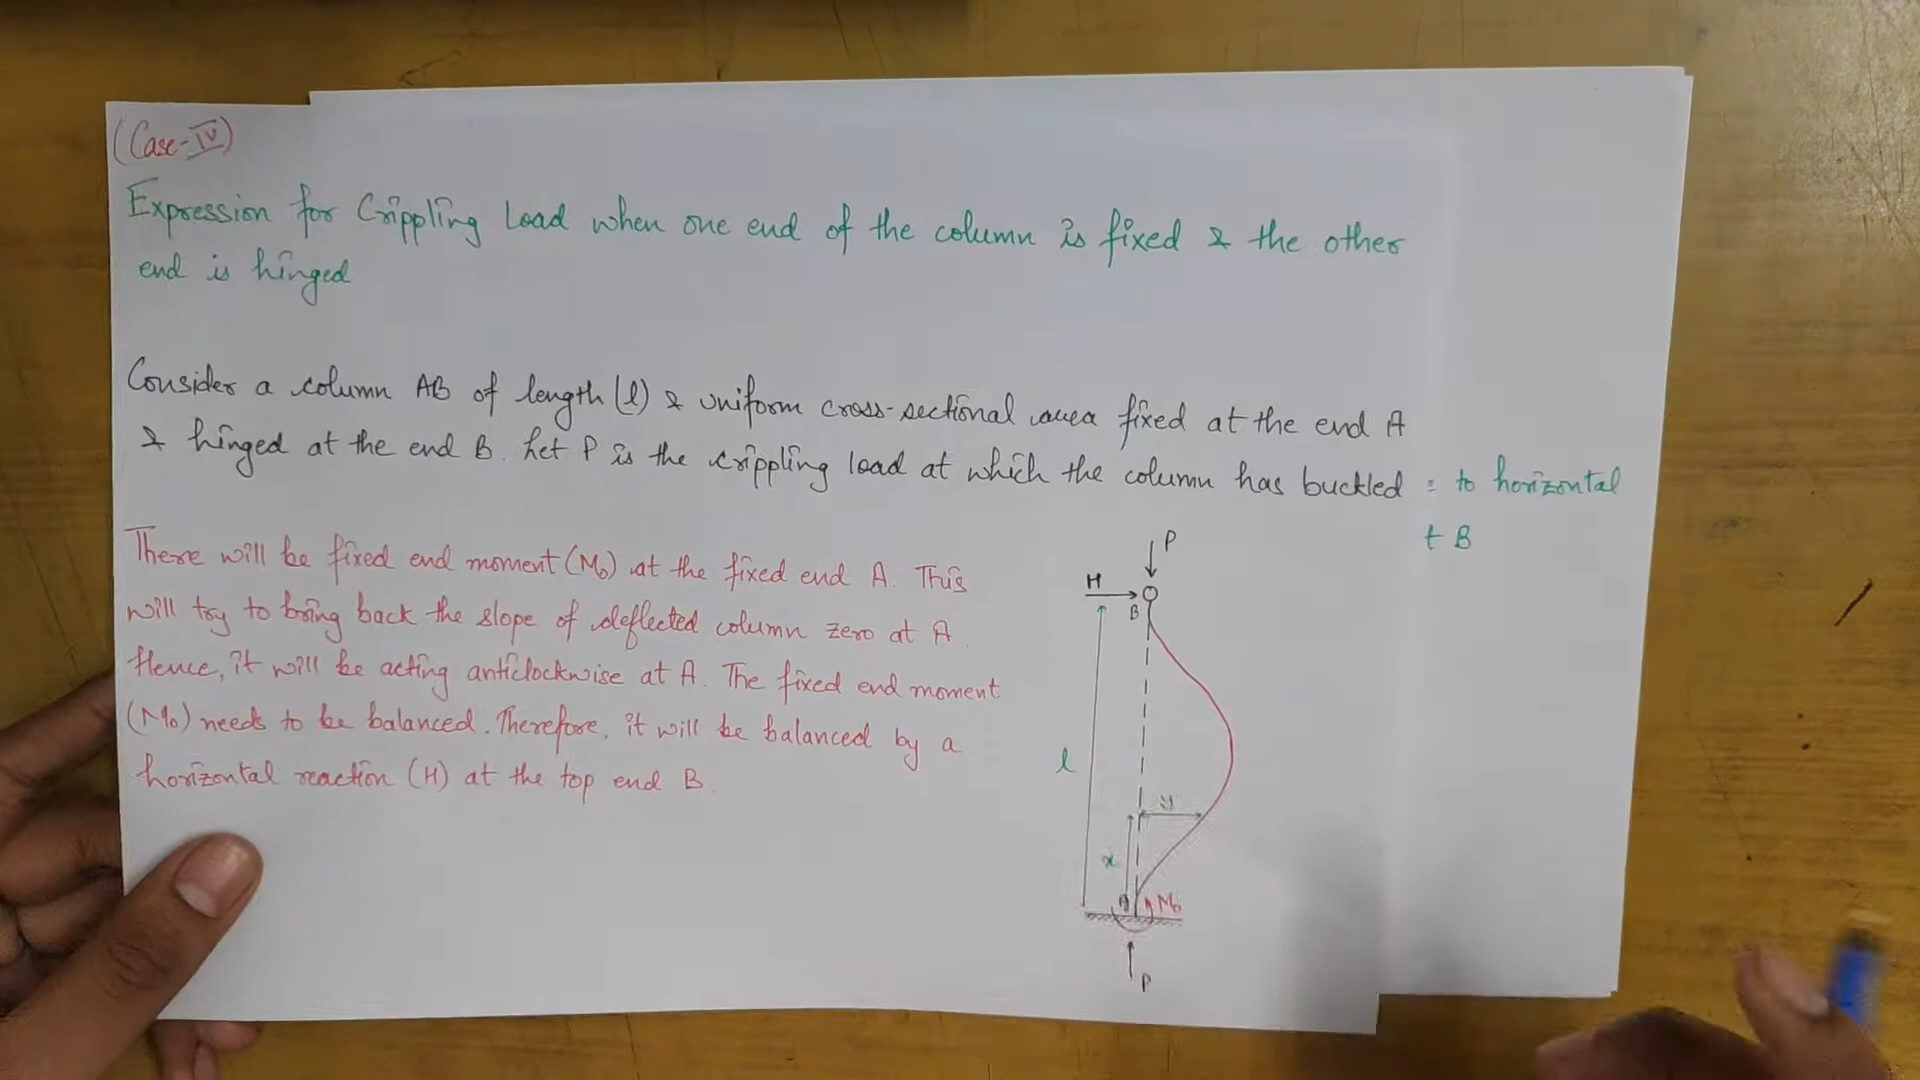 (Case-IV)
Expression for Crippling Load when one end of the column is fixed & the other
end is hinged
Consider a column AB of length (l) & uniform cross-sectional area fixed at the end A
& hinged at the end B. Let P is the crippling load at which the column has buckled
= to horizontal
t B
There will be fixed end moment (M₀) at the fixed end A. This
will try to bring back the slope of deflected column zero at A.
Hence, it will be acting anticlockwise at A. The fixed end moment
(M₀) needs to be balanced. Therefore, it will be balanced by a
horizontal reaction (H) at the top end B.
P
H
B
l
y
x
A
M₀
P